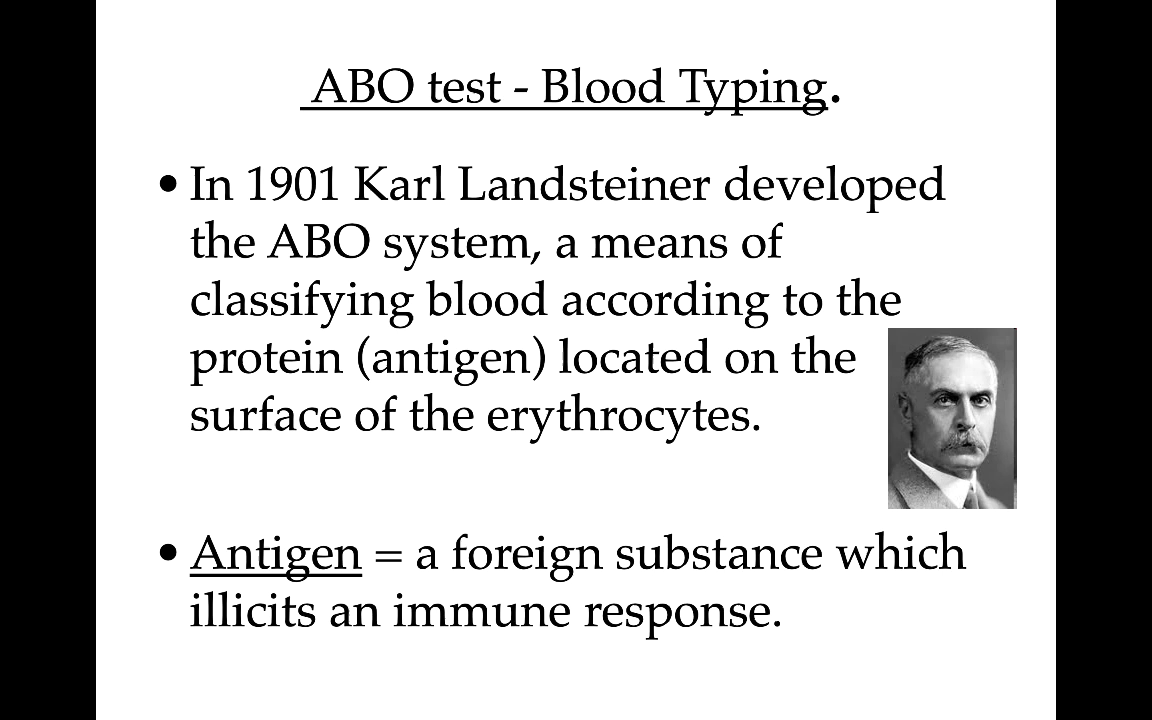 ABO test - Blood Typing.
• In 1901 Karl Landsteiner developed
the ABO system, a means of
classifying blood according to the
protein (antigen) located on the
surface of the erythrocytes.
• Antigen = a foreign substance which
illicits an immune response.